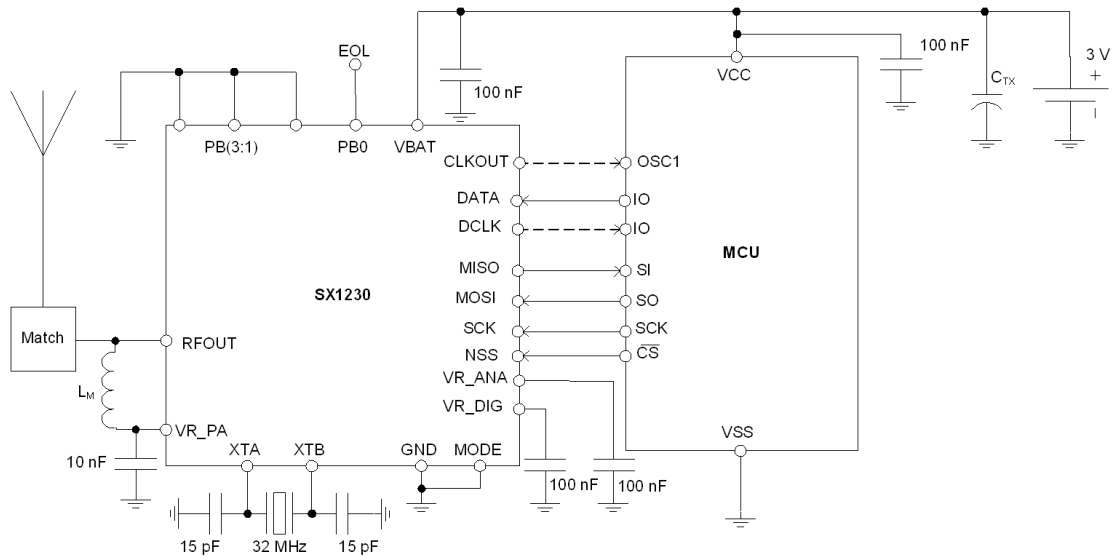 EOL
100 nF
VCC
100 nF
C_TX
3 V
+
PB(3:1)
PB0
VBAT
CLKOUT
OSC1
DATA
IO
DCLK
IO
MCU
MISO
SI
SX1230
MOSI
SO
Match
RFOUT
SCK
SCK
NSS
CS
VR_ANA
L_M
VR_DIG
VR_PA
VSS
XTA
XTB
GND
MODE
10 nF
100 nF
100 nF
15 pF
32 MHz
15 pF